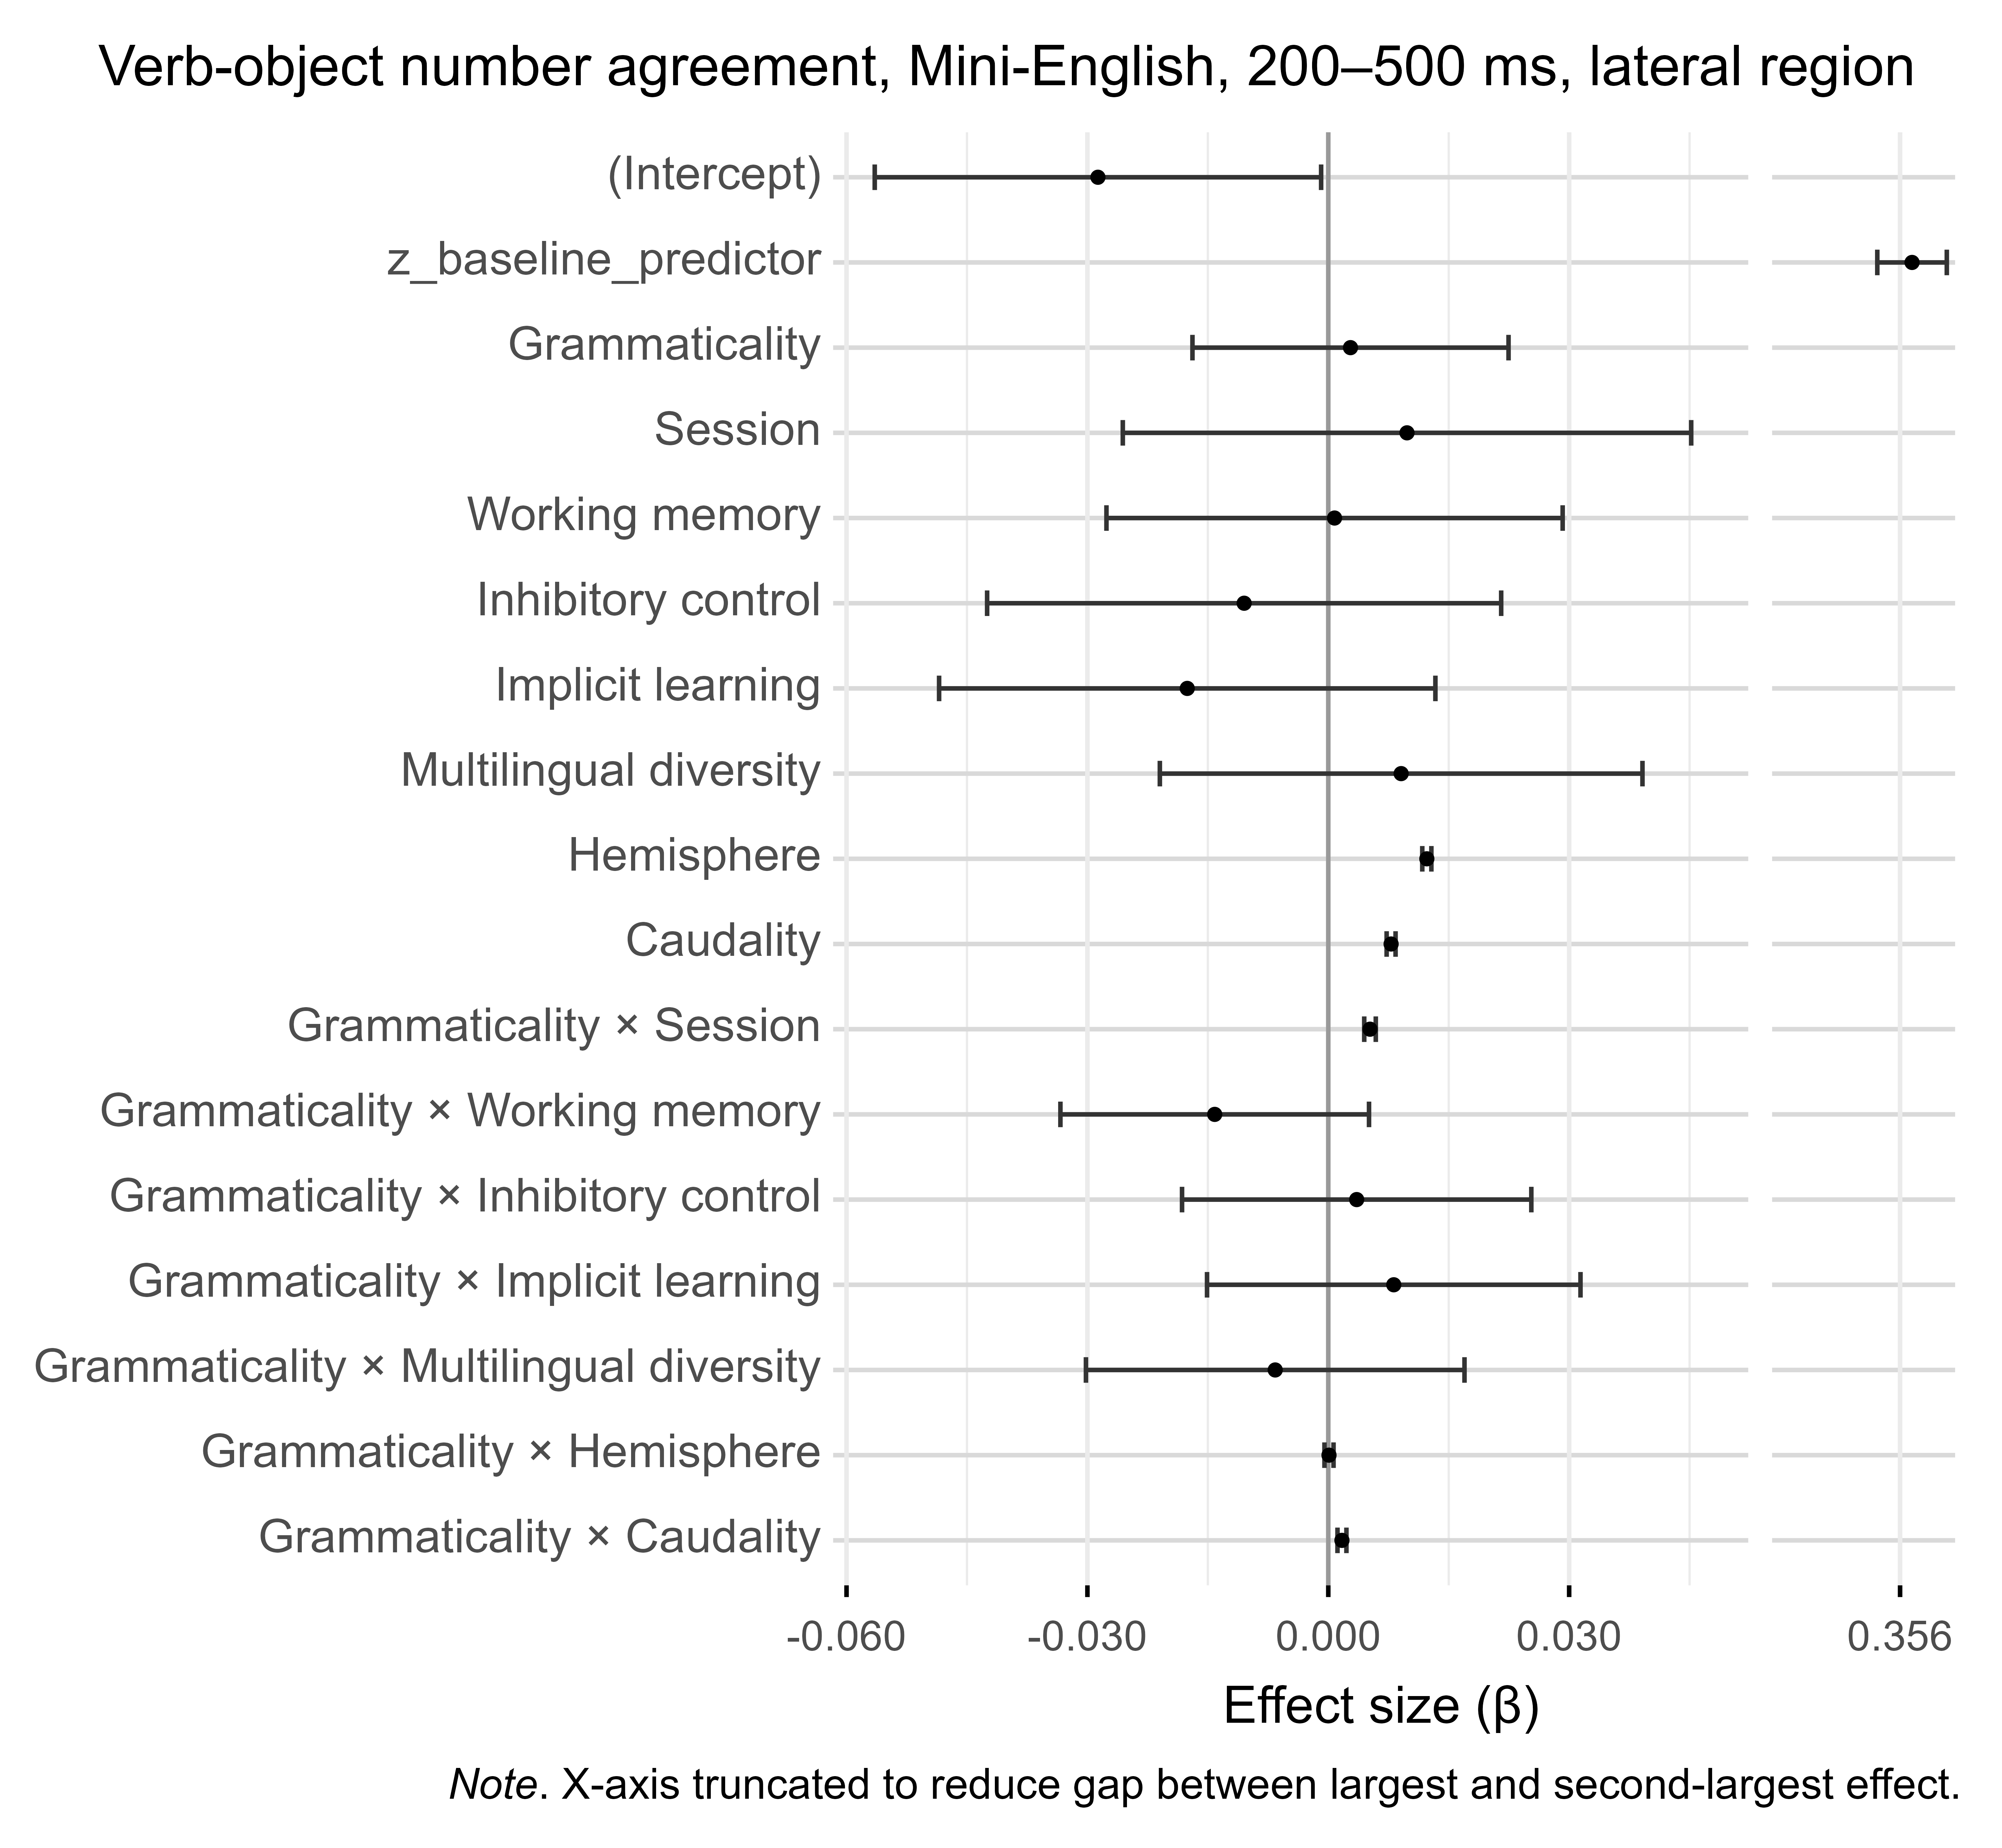 Verb-object number agreement, Mini-English, 200–500 ms, lateral region
(Intercept)
z_baseline_predictor
Grammaticality
Session
Working memory
Inhibitory control
Implicit learning
Multilingual diversity
Hemisphere
Caudality
Grammaticality × Session
Grammaticality × Working memory
Grammaticality × Inhibitory control
Grammaticality × Implicit learning
Grammaticality × Multilingual diversity
Grammaticality × Hemisphere
Grammaticality × Caudality
-0.060 -0.030 0.000 0.030 0.356
Effect size (β)
Note. X-axis truncated to reduce gap between largest and second-largest effect.